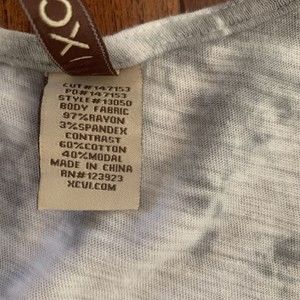 XCV
CUT#147153
PO#147153
STYLE#13050
BODY FABRIC
97%RAYON
3%SPANDEX
CONTRAST
60%COTTON
40%MODAL
MADE IN CHINA
RN#123923
XCVI.COM